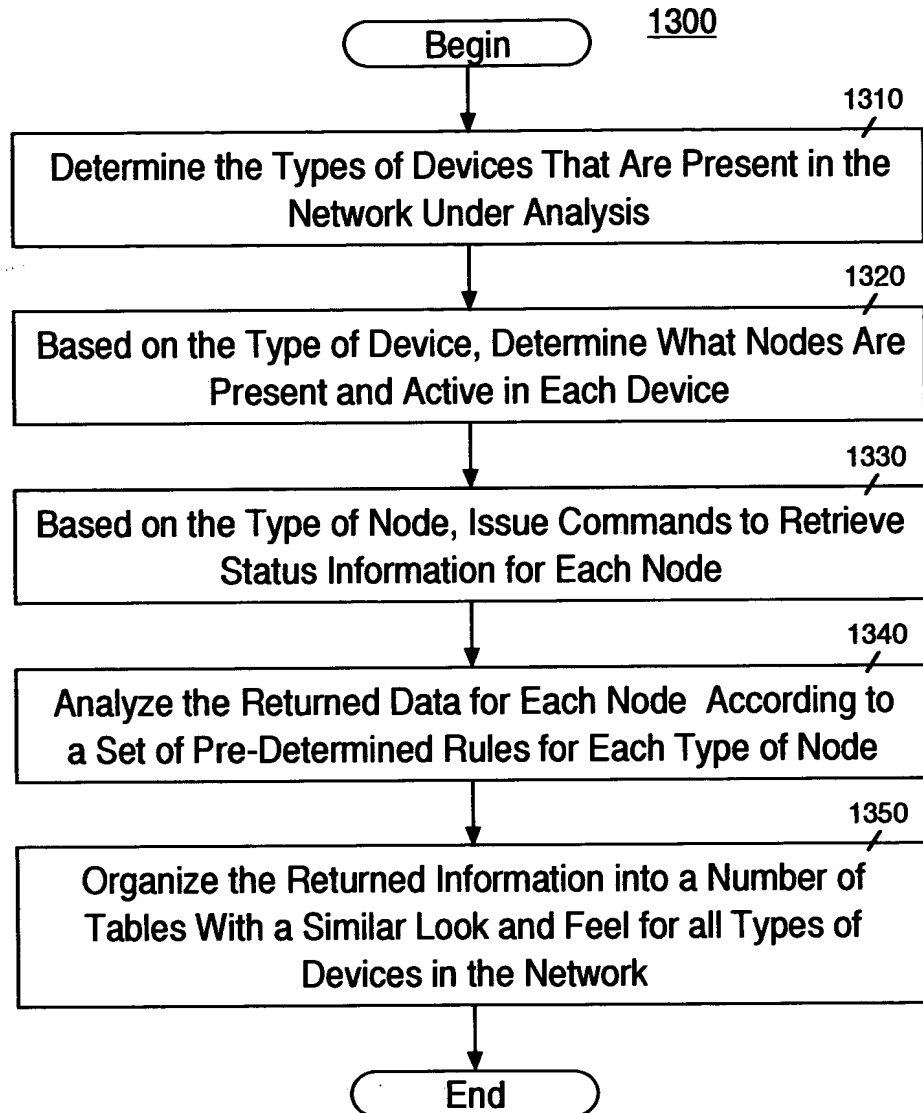 1300
Begin
1310
Determine the Types of Devices That Are Present in the
Network Under Analysis
1320
Based on the Type of Device, Determine What Nodes Are
Present and Active in Each Device
1330
Based on the Type of Node, Issue Commands to Retrieve
Status Information for Each Node
1340
Analyze the Returned Data for Each Node According to
a Set of Pre-Determined Rules for Each Type of Node
1350
Organize the Returned Information into a Number of
Tables With a Similar Look and Feel for all Types of
Devices in the Network
End